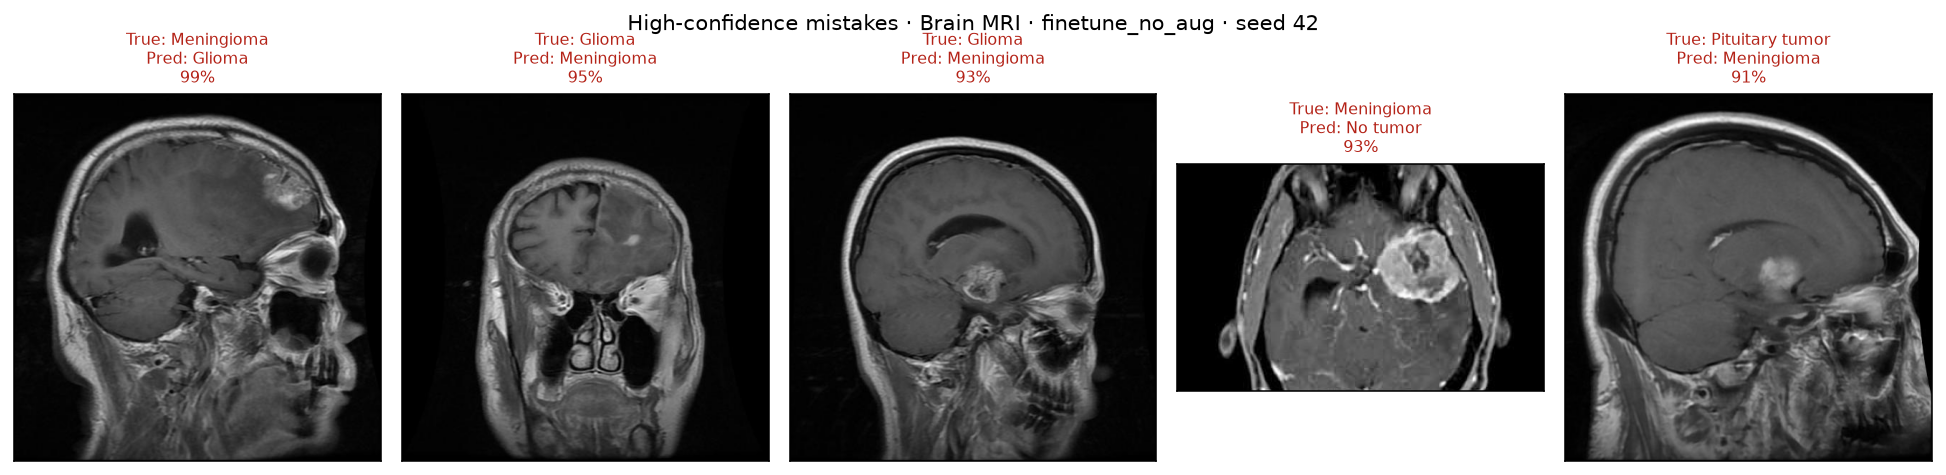 High-confidence mistakes · Brain MRI · finetune_no_aug · seed 42
True: Meningioma
Pred: Glioma
99%
True: Glioma
Pred: Meningioma
95%
True: Glioma
Pred: Meningioma
93%
True: Meningioma
Pred: No tumor
93%
True: Pituitary tumor
Pred: Meningioma
91%